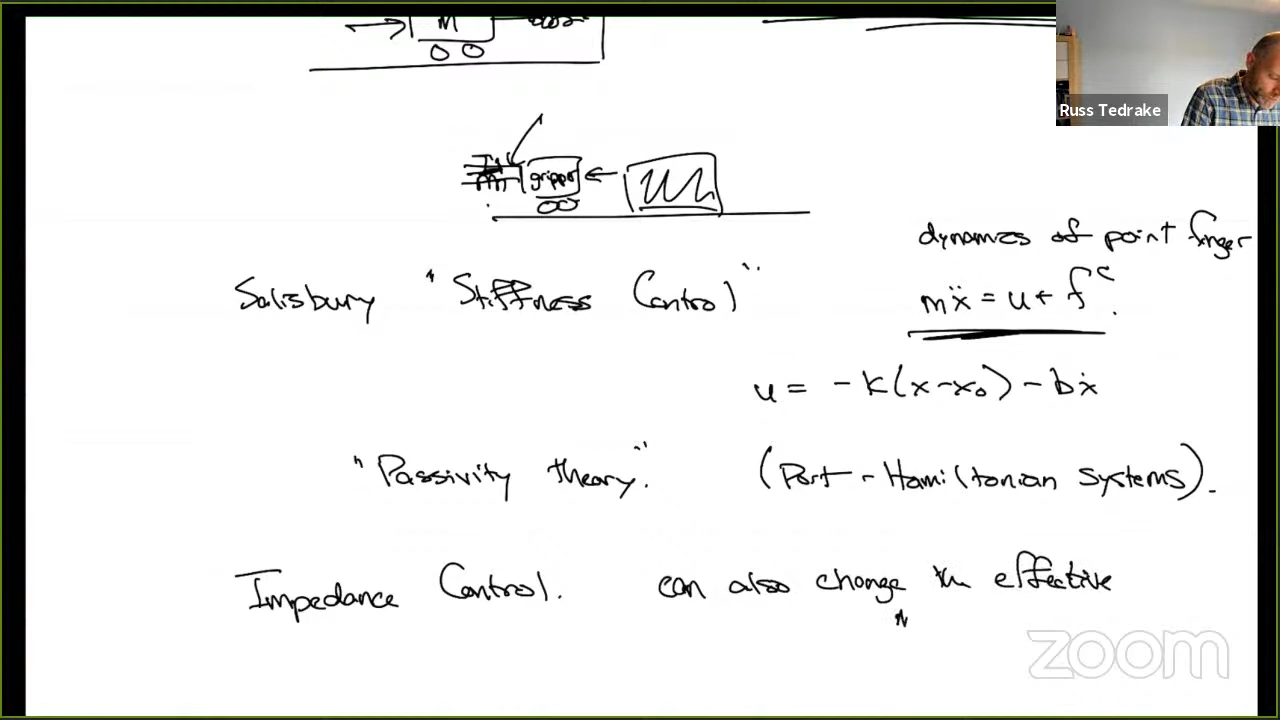 M
Russ Tedrake
gripper
dynamics of point finger
Salisbury "Stiffness Control"
mẍ = u + f^c.
u = -k(x-x₀) - bẋ
"Passivity theory". (Port-Hamiltonian systems).
Impedance Control. can also change the effective
zoom